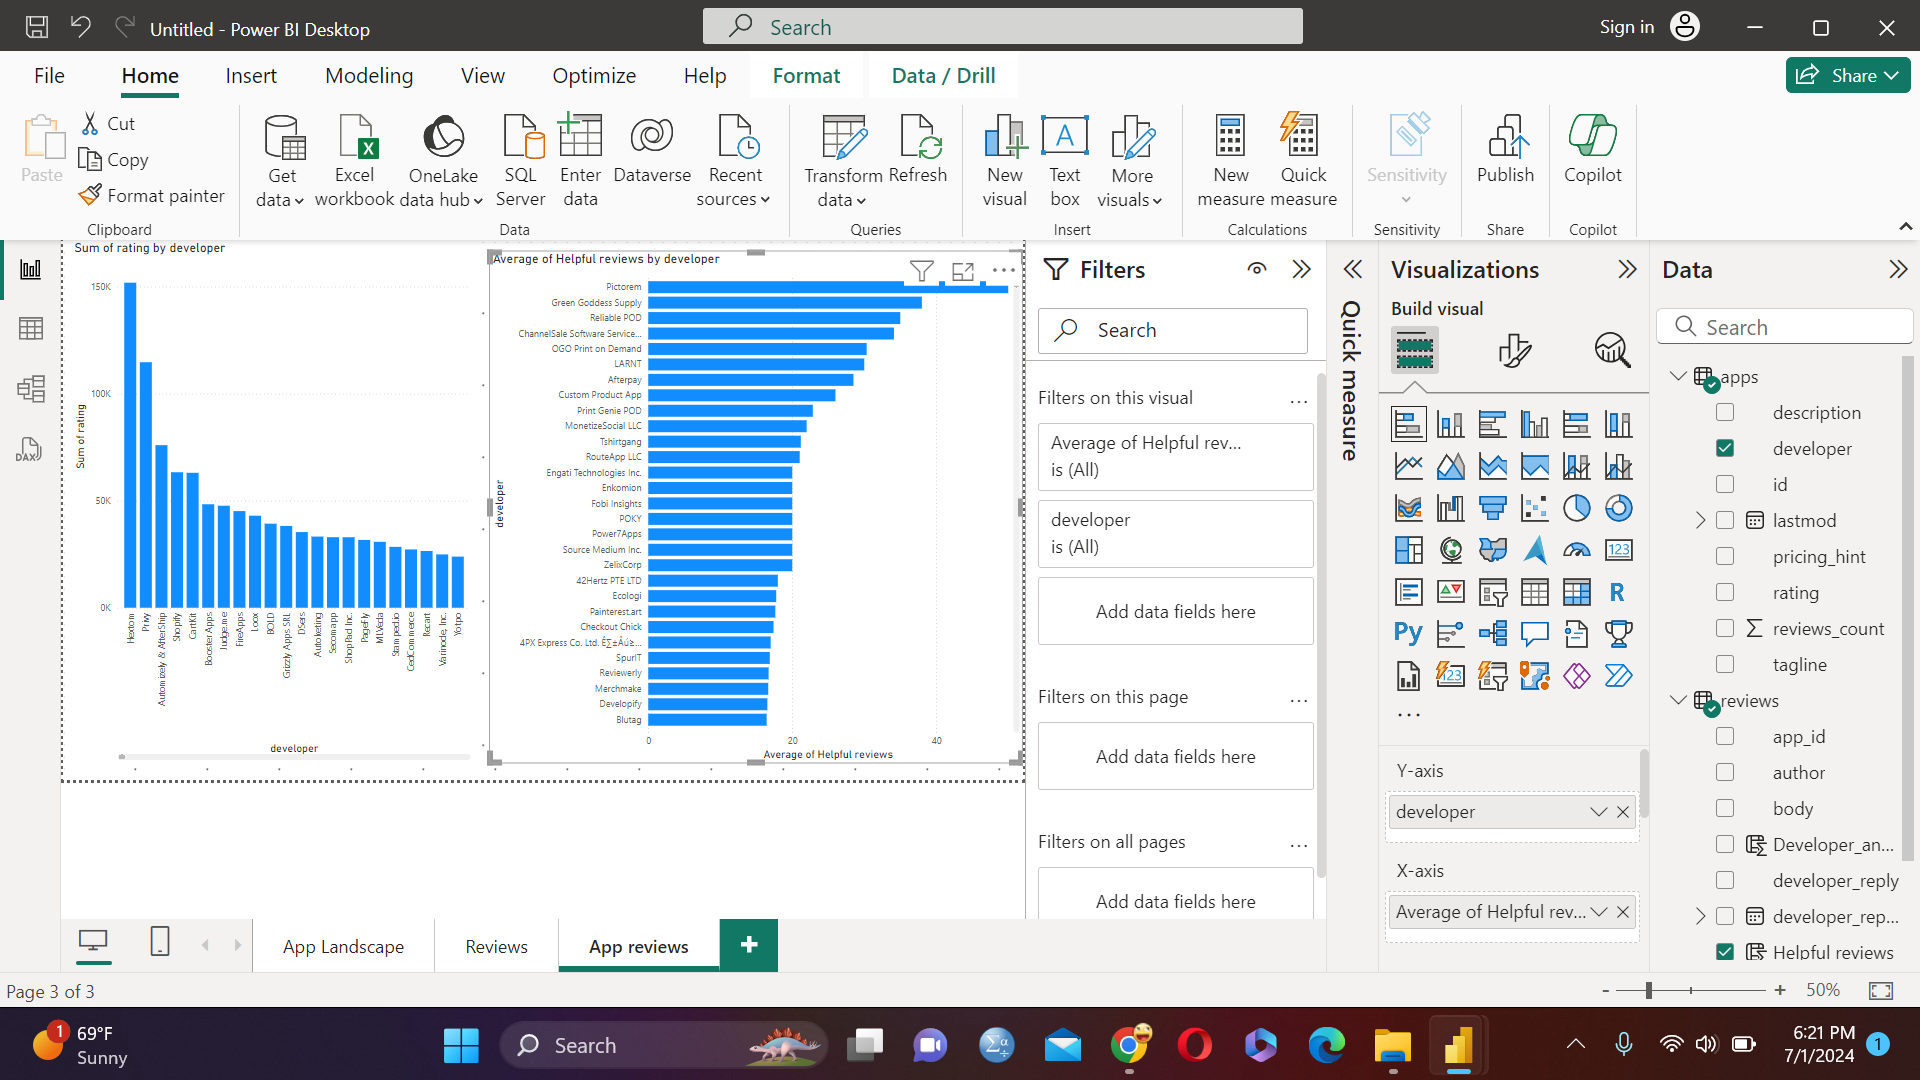 Untitled - Power BI Desktop
Search
Sign in
File
Home
Insert
Modeling
View
Optimize
Help
Format
Data / Drill
Share
Paste
Cut
Copy
Format painter
Clipboard
Get data
Excel workbook
OneLake data hub
SQL Server
Enter data
Dataverse
Recent sources
Data
Transform data
Refresh
Queries
New visual
Text box
More visuals
Insert
New measure
Quick measure
Calculations
Sensitivity
Sensitivity
Publish
Share
Copilot
Copilot
DAX
Sum of rating by developer
150K
100K
50K
0K
Sum of rating
Hextom
Privy
Automizely & AfterShip
Shopify
CartKit
Booster Apps
Judge.me
FireApps
Loox
BOLD
Grizzly Apps SRL
DSers
Autoketing
Secomapp
ShopRed Inc.
PageFly
MLVeda
Stamped.io
CedCommerce
Recart
Varinode, Inc.
Yotpo
developer
Average of Helpful reviews by developer
Pictorem
Green Goddess Supply
Reliable POD
ChannelSale Software Service...
OGO Print on Demand
LARNT
Afterpay
Custom Product App
Print Genie POD
MonetizeSocial LLC
Tshirtgang
RouteApp LLC
Engati Technologies Inc.
Enkomion
Fobi Insights
POKY
Power7Apps
Source Medium Inc.
ZelixCorp
42Hertz PTE LTD
Ecologi
Painterest.art
Checkout Chick
SpurIT
Reviewerly
Merchmake
Developify
Blutag
developer
0
20
40
Average of Helpful reviews
Filters
Search
Filters on this visual
...
Average of Helpful rev...
is (All)
developer
is (All)
Add data fields here
Filters on this page
...
Add data fields here
Filters on all pages
...
Add data fields here
Quick measure
Visualizations
Build visual
123
R
Py
123
...
Y-axis
developer
X-axis
Average of Helpful rev...
Data
Search
apps
description
developer
id
lastmod
pricing_hint
rating
reviews_count
tagline
reviews
app_id
author
body
Developer_an...
developer_reply
developer_rep...
Helpful reviews
App Landscape
Reviews
App reviews
+
Page 3 of 3
- + 50%
1
69°F
Sunny
Search
6:21 PM
7/1/2024
1